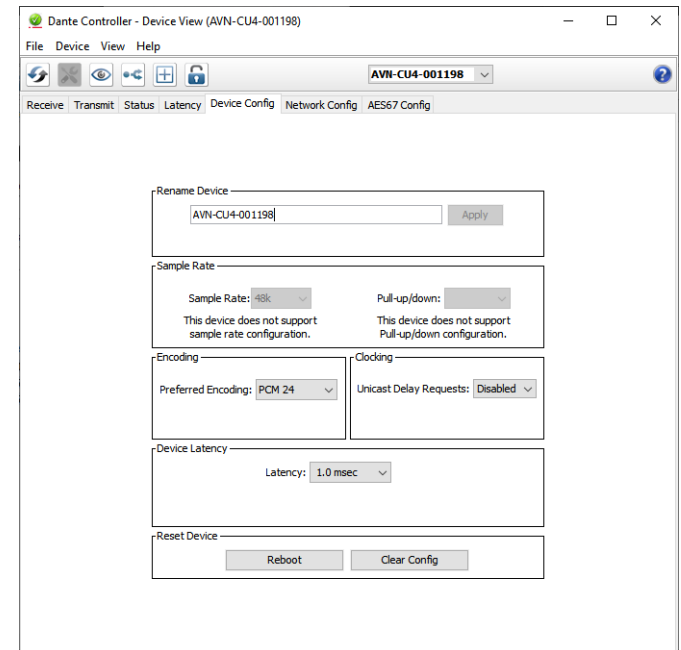 Dante Controller - Device View (AVN-CU4-001198)
File Device View Help
AVN-CU4-001198
?
Receive Transmit Status Latency Device Config Network Config AES67 Config
Rename Device
AVN-CU4-001198
Apply
Sample Rate
Sample Rate: 48k
Pull-up/down:
This device does not support
sample rate configuration.
This device does not support
Pull-up/down configuration.
Encoding
Preferred Encoding: PCM 24
Clocking
Unicast Delay Requests: Disabled
Device Latency
Latency: 1.0 msec
Reset Device
Reboot
Clear Config